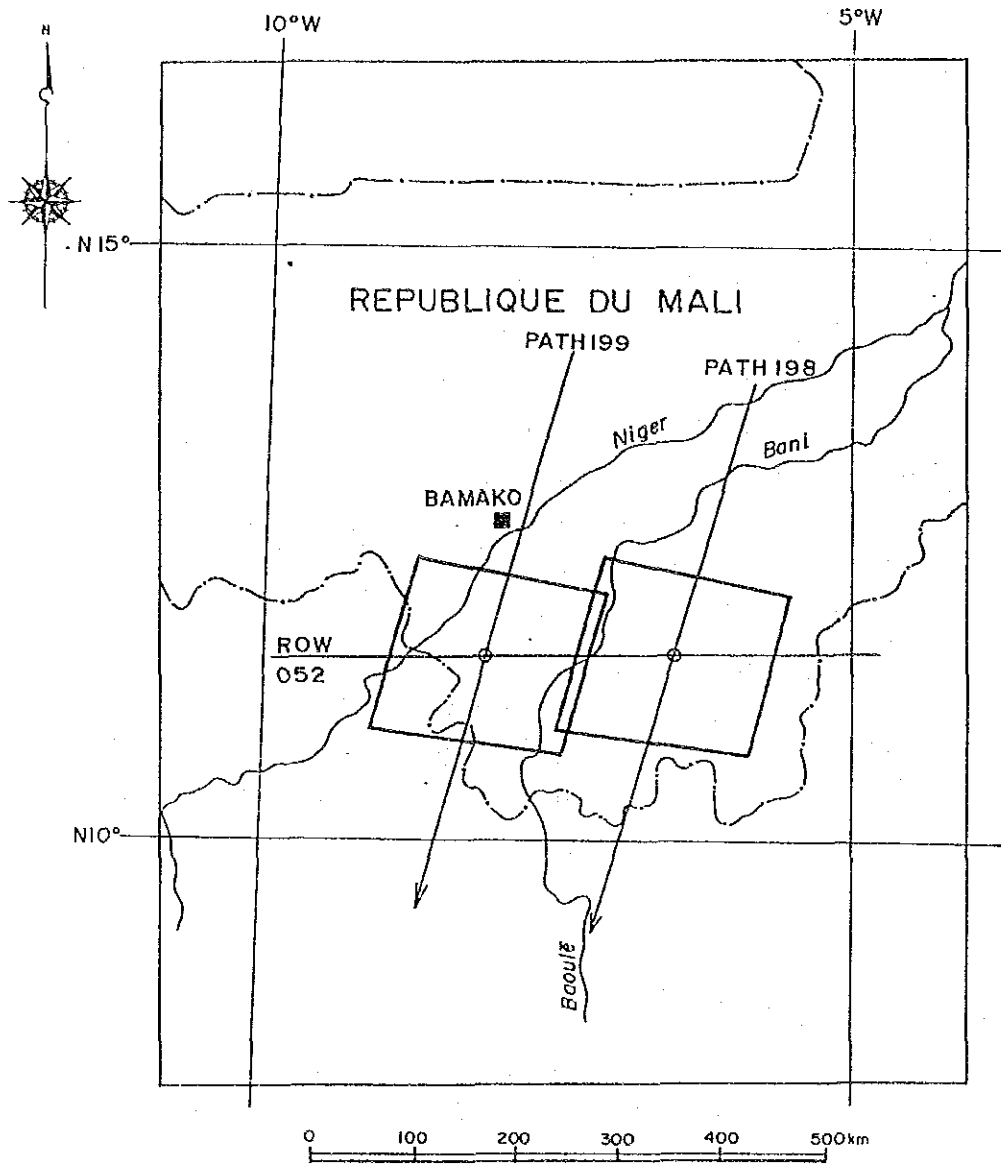 N
10°W
5°W
N15°
REPUBLIQUE DU MALI
PATH199
PATH198
Niger
Bani
BAMAKO
ROW
052
N10°
Baoulé
0 100 200 300 400 500km